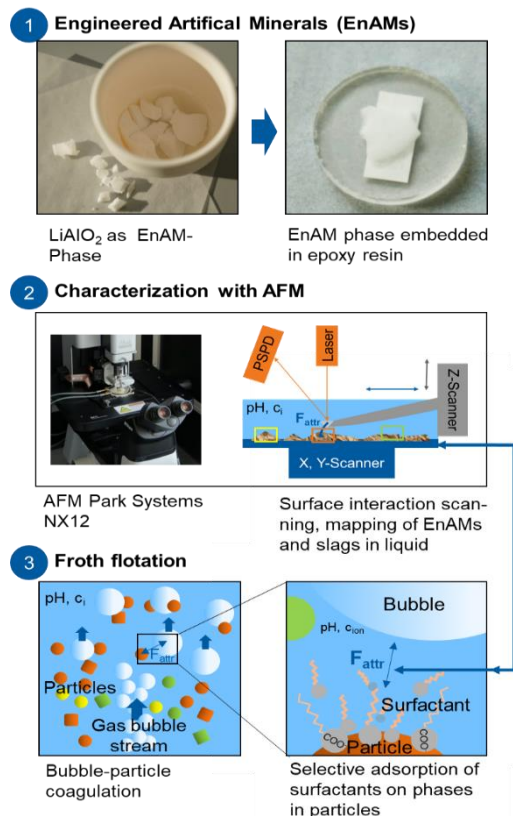 1 Engineered Artifical Minerals (EnAMs)
LiAlO₂ as EnAM-
Phase
EnAM phase embedded
in epoxy resin
2 Characterization with AFM
PSPD
Laser
Z-Scanner
pH, cᵢ
Fattr
X, Y-Scanner
AFM Park Systems
NX12
Surface interaction scan-
ning, mapping of EnAMs
and slags in liquid
3 Froth flotation
pH, cᵢ
Fattr
Particles
Gas bubble
stream
Bubble
pH, cion
Fattr
Surfactant
COO
COO
Particle
Bubble-particle
coagulation
Selective adsorption of
surfactants on phases
in particles